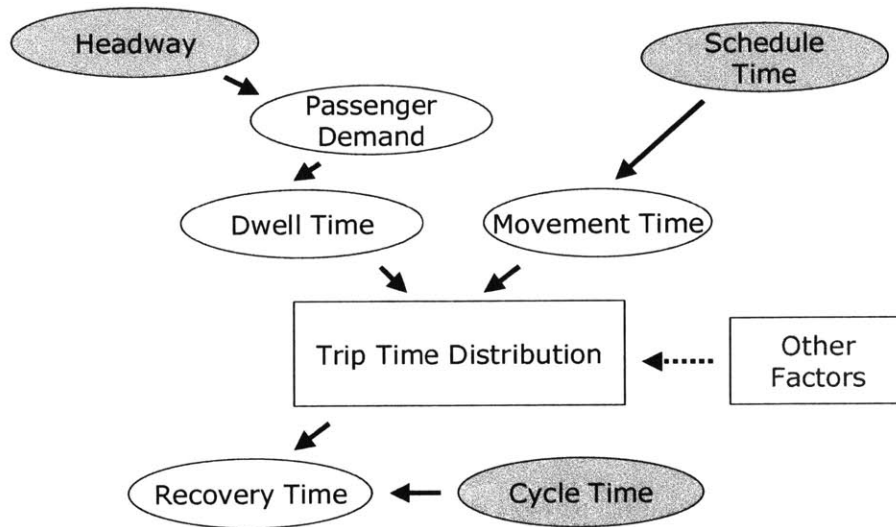 Headway
Schedule
Time
Passenger
Demand
Dwell Time
Movement Time
Trip Time Distribution
Other
Factors
Recovery Time
Cycle Time